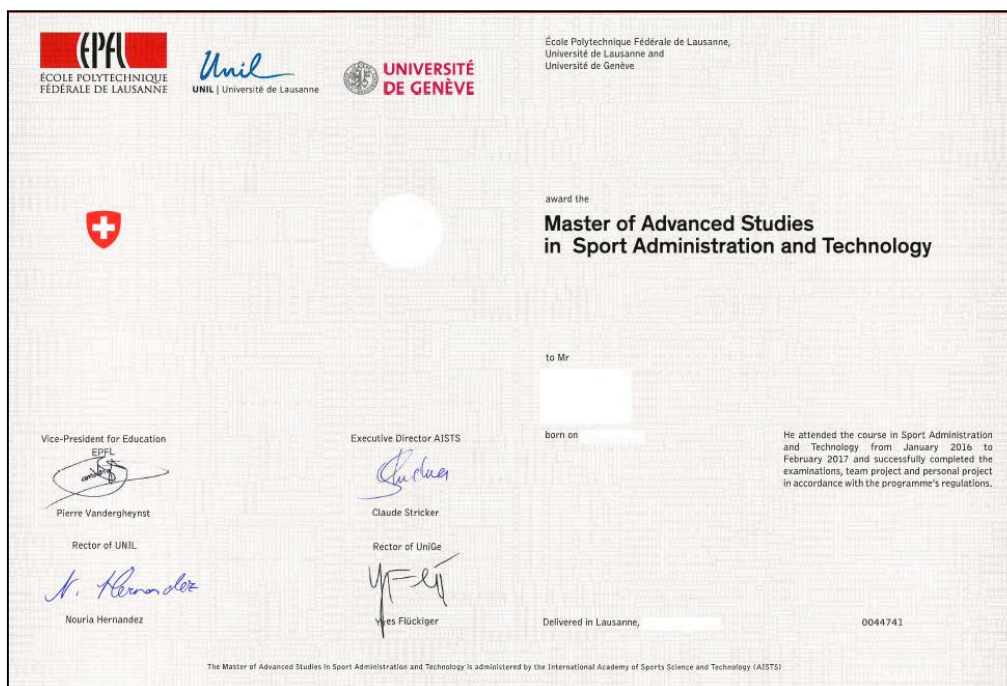 EPFL
ÉCOLE POLYTECHNIQUE
FÉDÉRALE DE LAUSANNE
Unil
UNIL | Université de Lausanne
UNIVERSITÉ
DE GENÈVE
École Polytechnique Fédérale de Lausanne,
Université de Lausanne and
Université de Genève
award the
Master of Advanced Studies
in Sport Administration and Technology
to Mr
born on
He attended the course in Sport Administration
and Technology from January 2016 to
February 2017 and successfully completed the
examinations, team project and personal project
in accordance with the programme's regulations.
Vice-President for Education
EPFL
Pierre Vandergheynst
Executive Director AISTS
Claude Stricker
Rector of UNIL
N. Hernandez
Nouria Hernandez
Rector of UniGe
Yves Flückiger
Delivered in Lausanne,
0044741
The Master of Advanced Studies in Sport Administration and Technology is administered by the International Academy of Sports Science and Technology (AISTS)